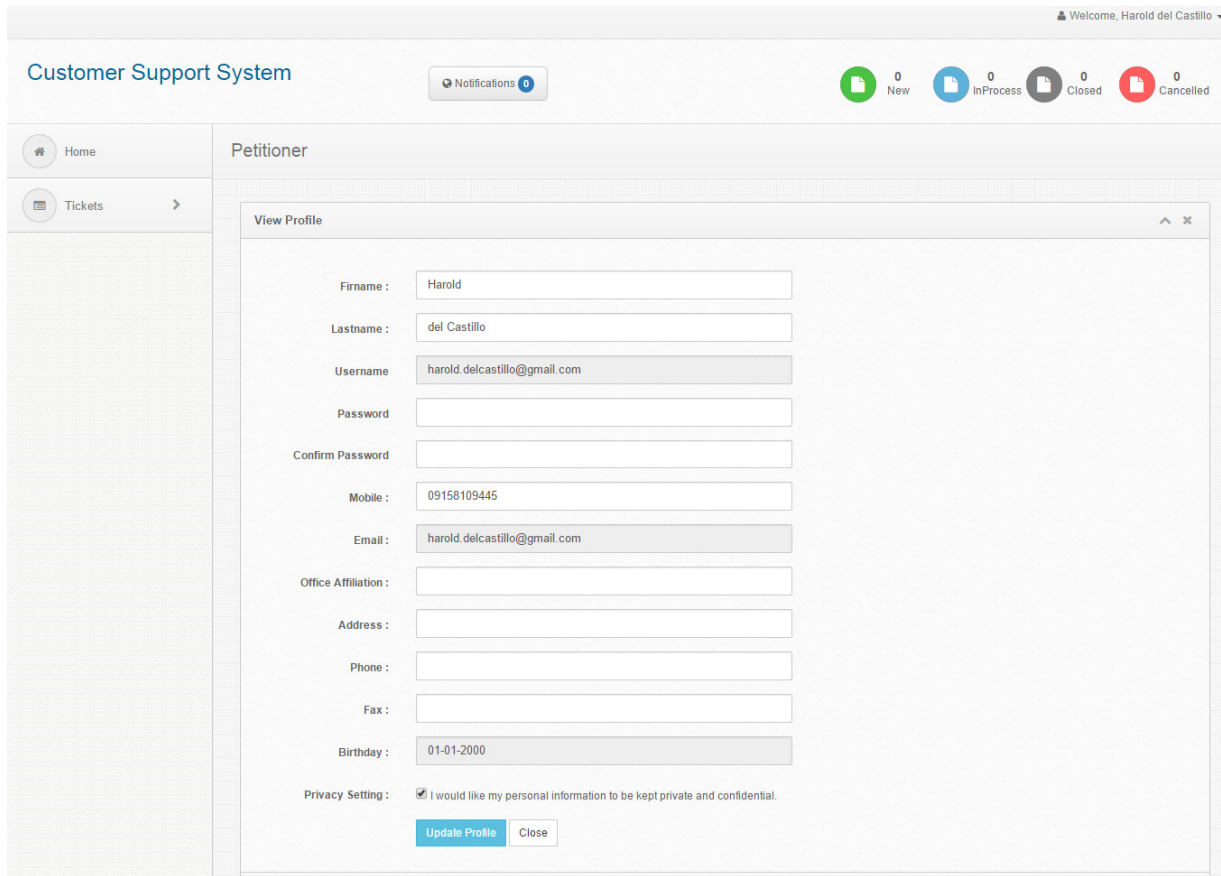 Welcome, Harold del Castillo
Customer Support System
Notifications 0
0 New
0 InProcess
0 Closed
0 Cancelled
Home
Petitioner
Tickets
View Profile
Firname : Harold
Lastname : del Castillo
Username harold.delcastillo@gmail.com
Password
Confirm Password
Mobile : 09158109445
Email : harold.delcastillo@gmail.com
Office Affiliation :
Address :
Phone :
Fax :
Birthday : 01-01-2000
Privacy Setting : I would like my personal information to be kept private and confidential.
Update Profile Close